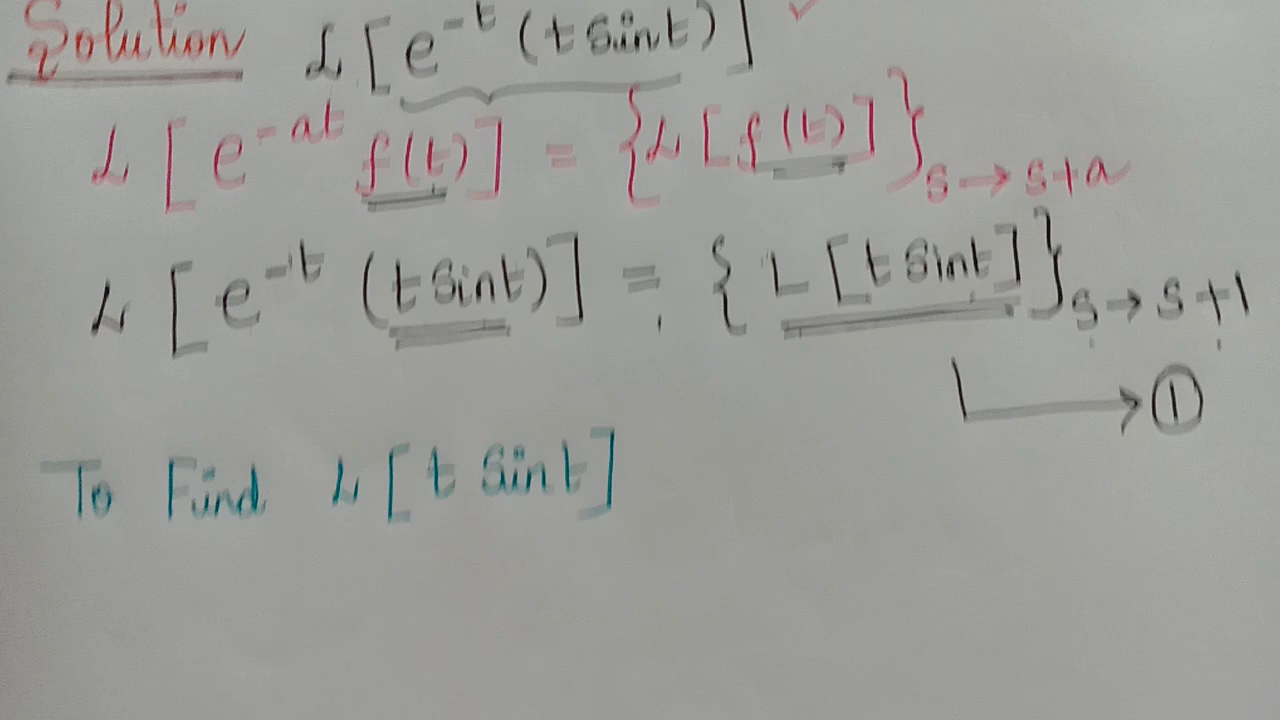 Solution ℒ[e^{-t} (t sint)] ✓
ℒ[e^{-at} f(t)] = {ℒ[f(t)]}_{s→s+a}
ℒ[e^{-t} (t sint)] = {L[t sint]}_{s→s+1}
→ ①
To Find ℒ[t sint]